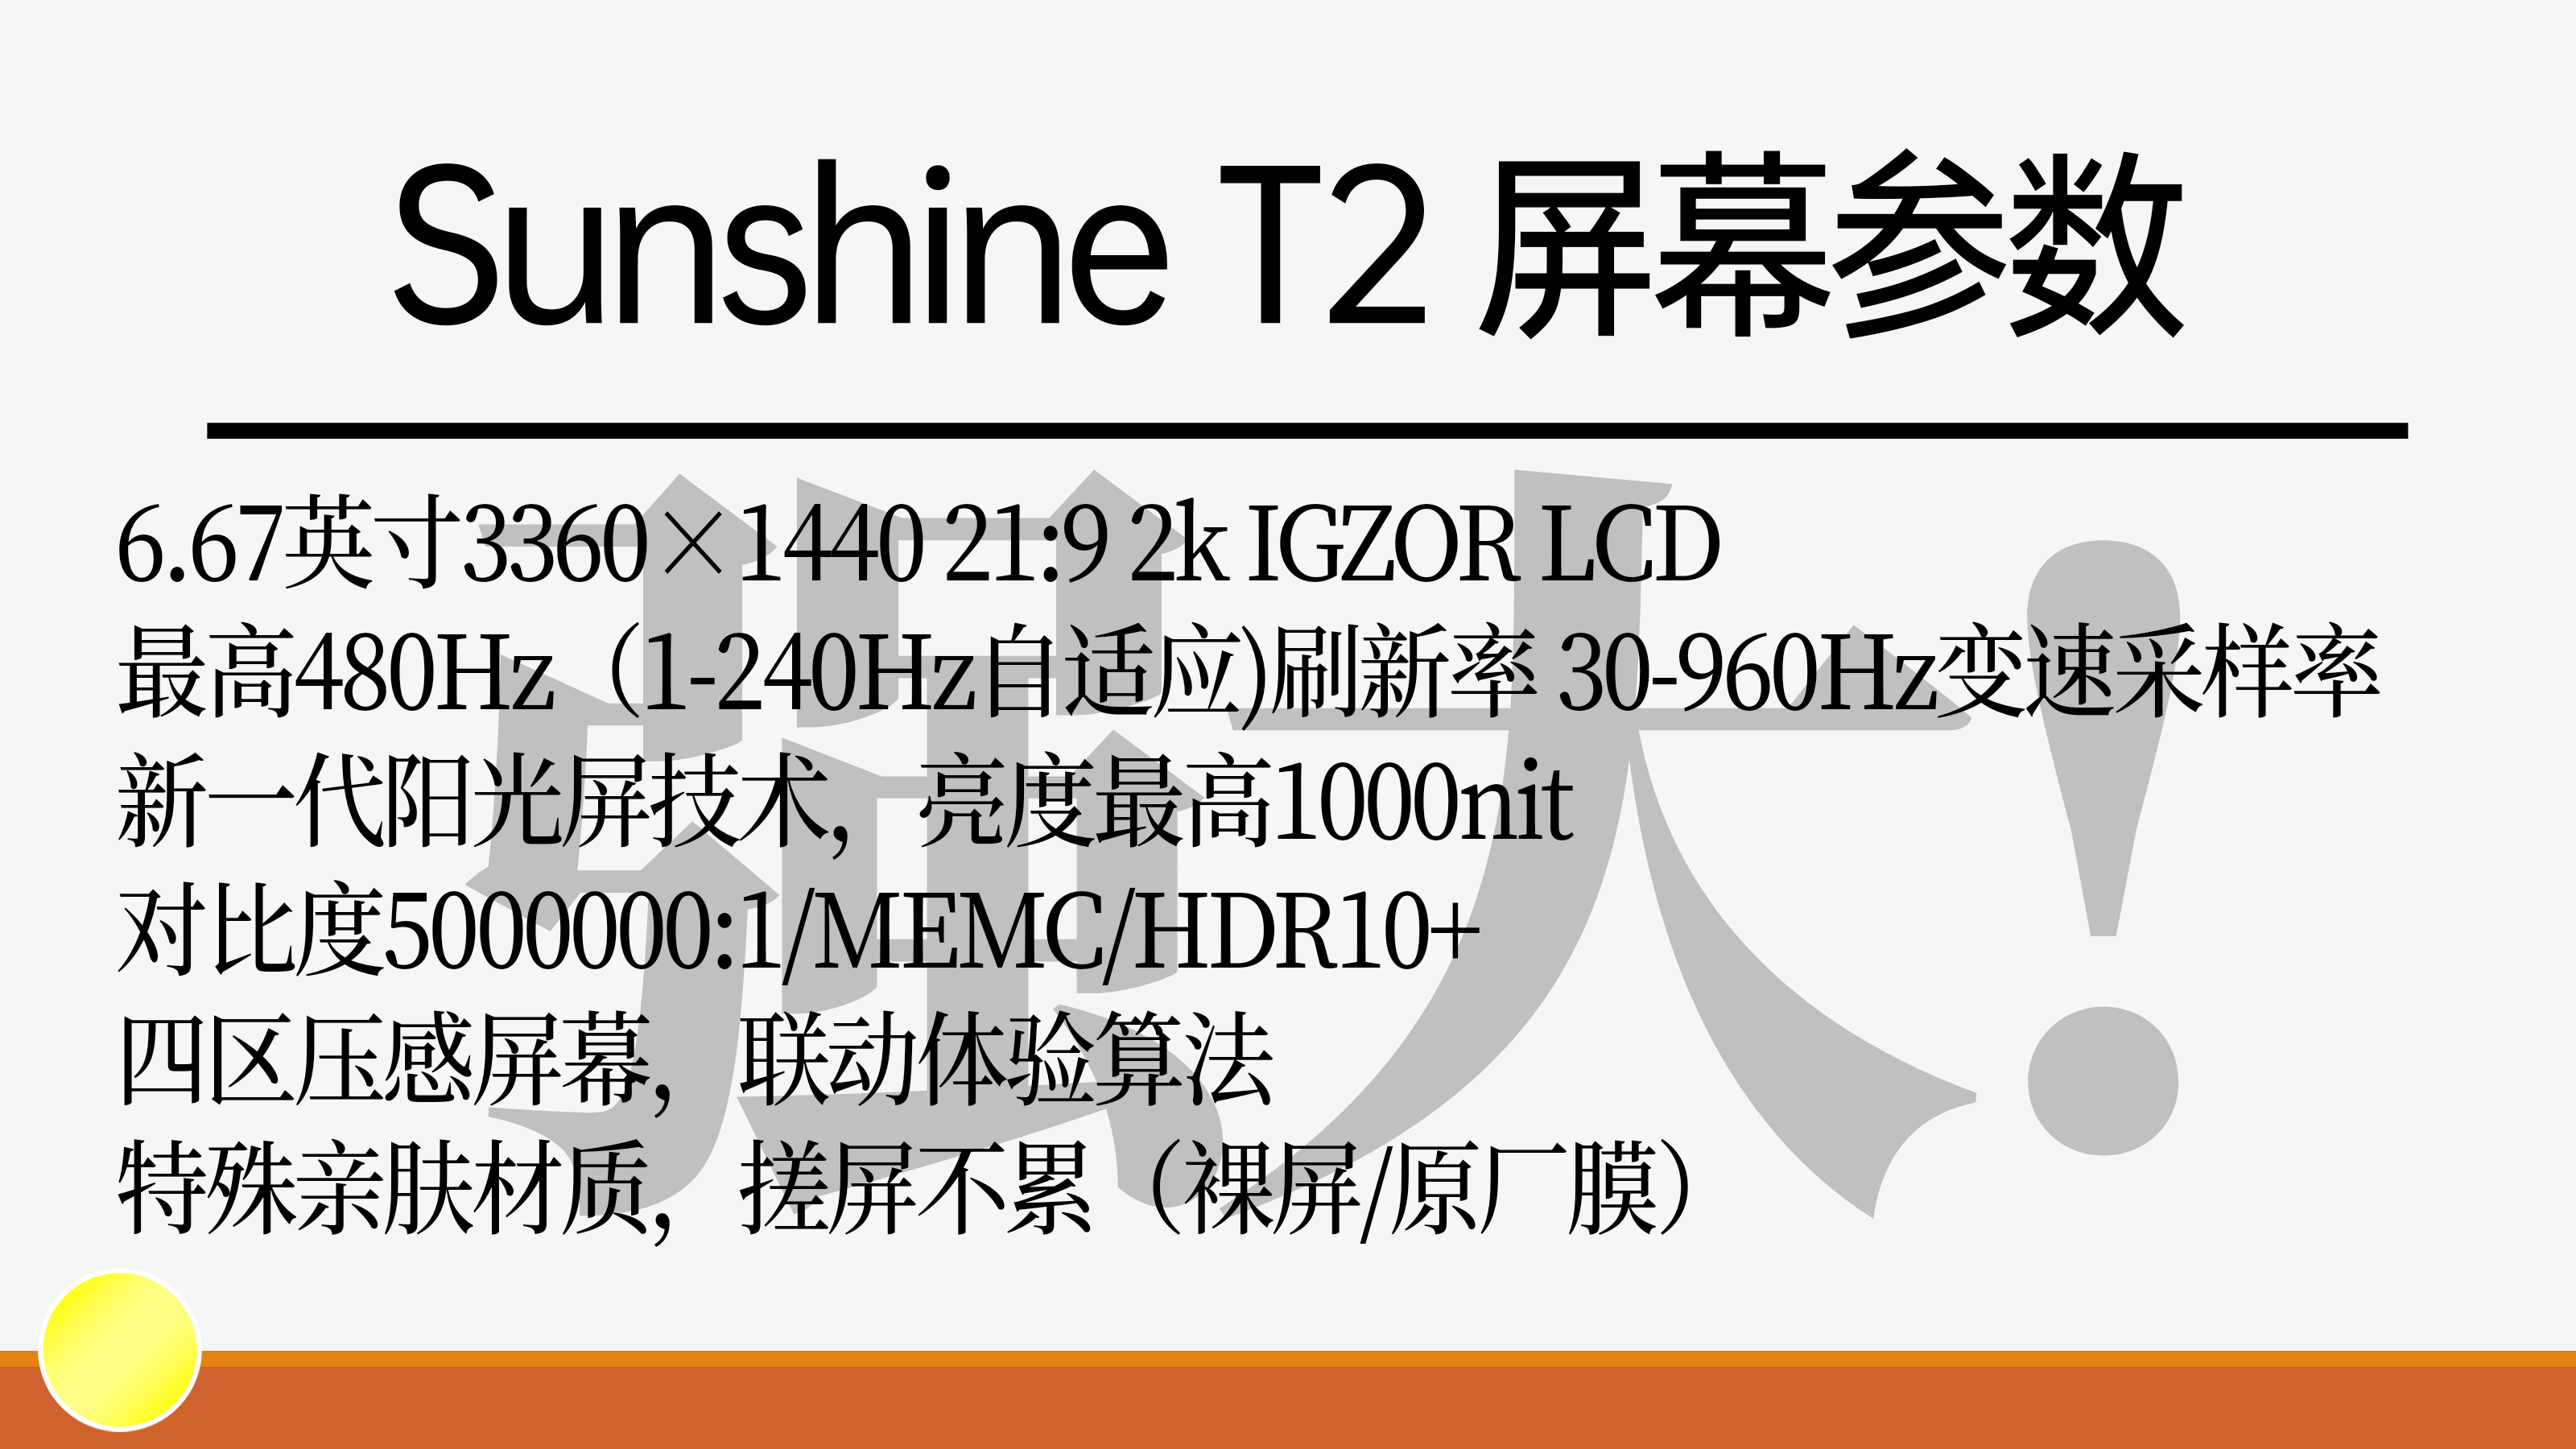 Sunshine T2 屏幕参数
强大！
6.67英寸3360×1440 21:9 2k IGZOR LCD
最高480Hz（1-240Hz自适应)刷新率 30-960Hz变速采样率
新一代阳光屏技术，亮度最高1000nit
对比度5000000:1/MEMC/HDR10+
四区压感屏幕，联动体验算法
特殊亲肤材质，搓屏不累（裸屏/原厂膜）